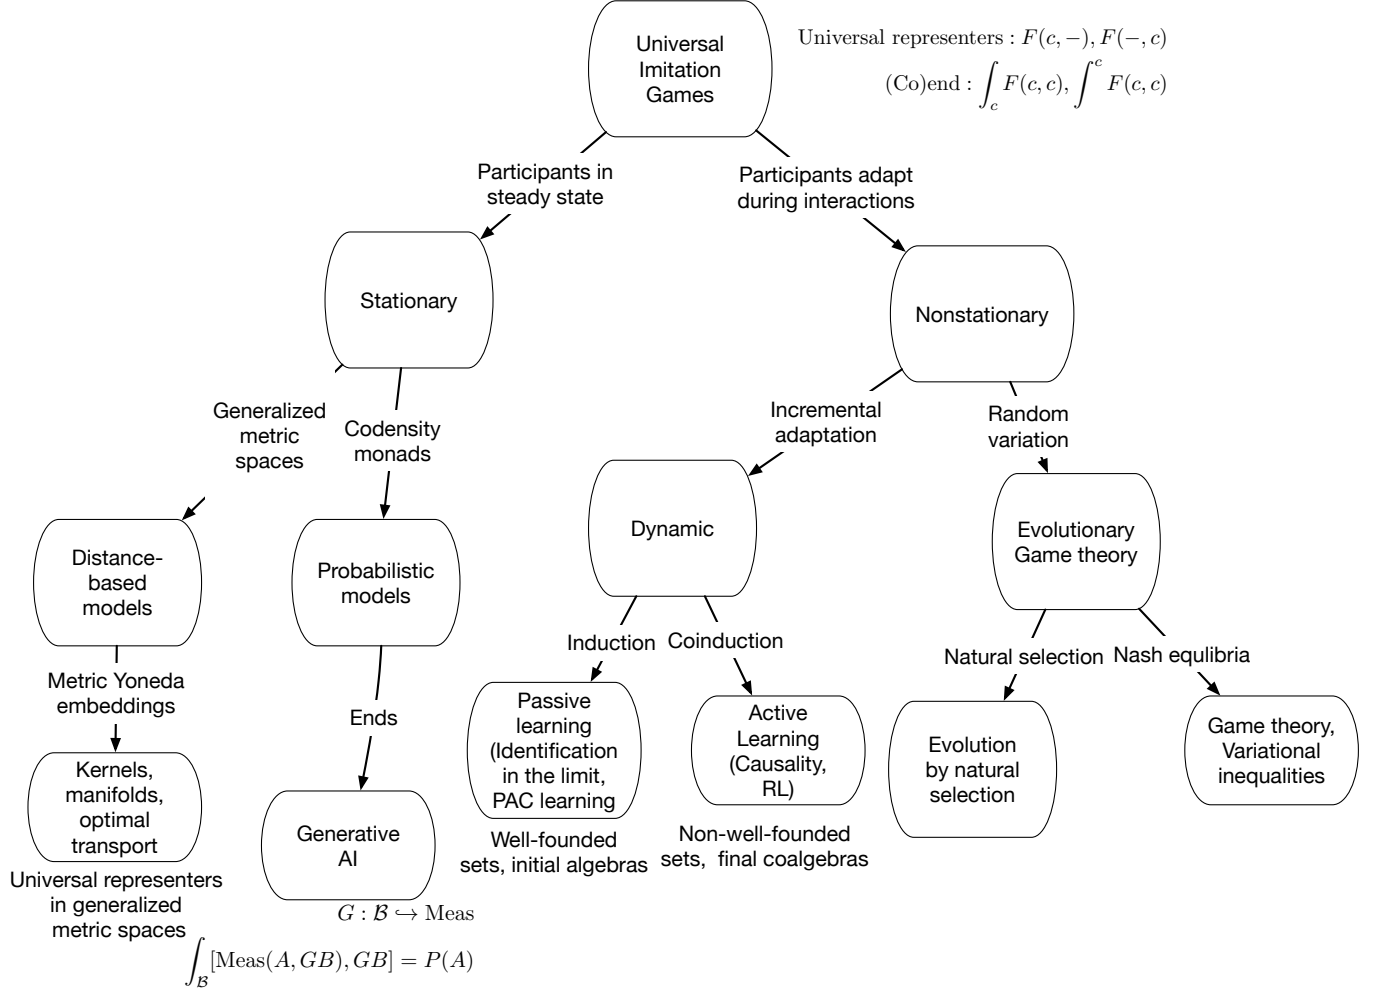 Universal
Imitation
Games
Universal representers : F(c, −), F(−, c)
(Co)end : ∫_c F(c, c), ∫^c F(c, c)
Participants in
steady state
Participants adapt
during interactions
Stationary
Nonstationary
Generalized
metric
spaces
Codensity
monads
Incremental
adaptation
Random
variation
Distance-
based
models
Probabilistic
models
Dynamic
Evolutionary
Game theory
Metric Yoneda
embeddings
Ends
Induction
Coinduction
Natural selection
Nash equlibria
Kernels,
manifolds,
optimal
transport
Universal representers
in generalized
metric spaces
Generative
AI
G : ℬ ↪ Meas
∫_ℬ [Meas(A, GB), GB] = P(A)
Passive
learning
(Identification
in the limit,
PAC learning
Well-founded
sets, initial algebras
Active
Learning
(Causality,
RL)
Non-well-founded
sets, final coalgebras
Evolution
by natural
selection
Game theory,
Variational
inequalities